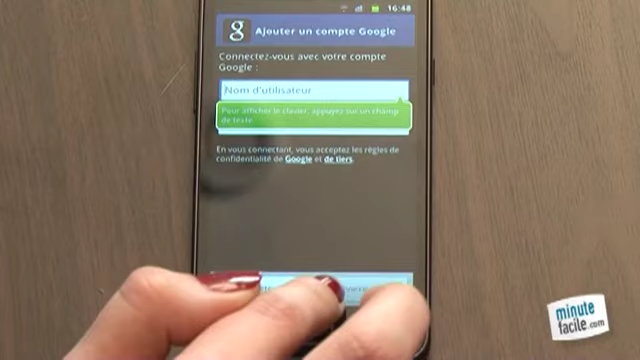 16:48
g Ajouter un compte Google
Connectez-vous avec votre compte
Google :
Nom d'utilisateur
Pour afficher le clavier, appuyez sur un champ
de texte.
En vous connectant, vous acceptez les règles de
confidentialité de Google et de tiers.
minute
facile.com